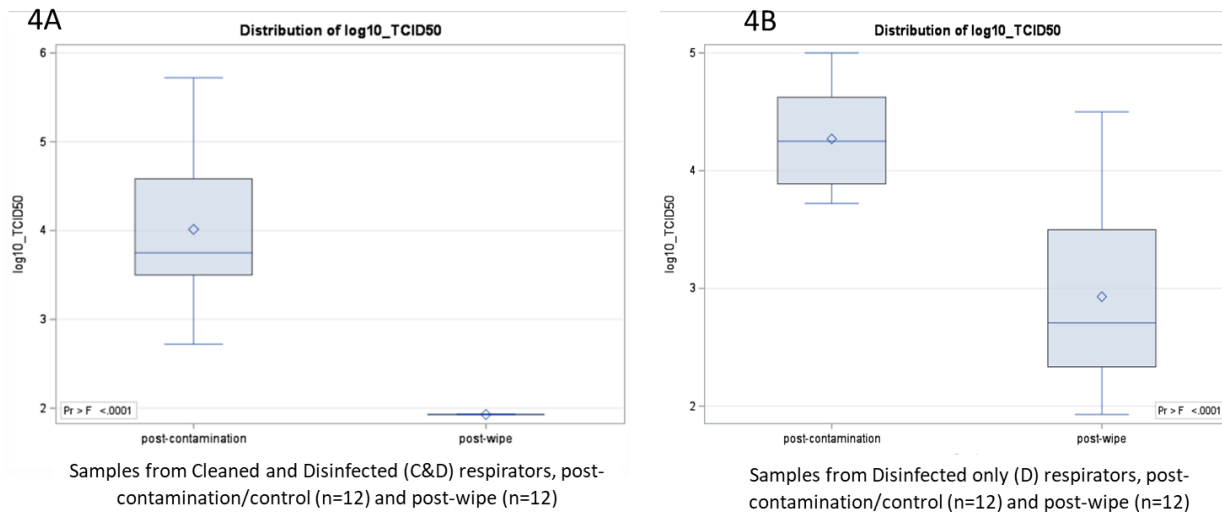 4A
Distribution of log10_TCID50
6
5
4
3
2
log10_TCID50
Pr > F <.0001
post-contamination
post-wipe
Samples from Cleaned and Disinfected (C&D) respirators, post-
contamination/control (n=12) and post-wipe (n=12)
4B
Distribution of log10_TCID50
5
4
3
2
log10_TCID50
Pr > F <.0001
post-contamination
post-wipe
Samples from Disinfected only (D) respirators, post-
contamination/control (n=12) and post-wipe (n=12)